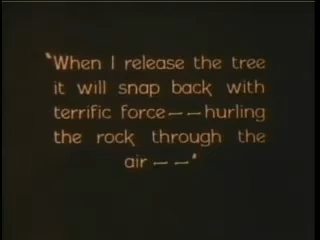 "When I release the tree
it will snap back with
terrific force——hurling
the rock through the
air——"